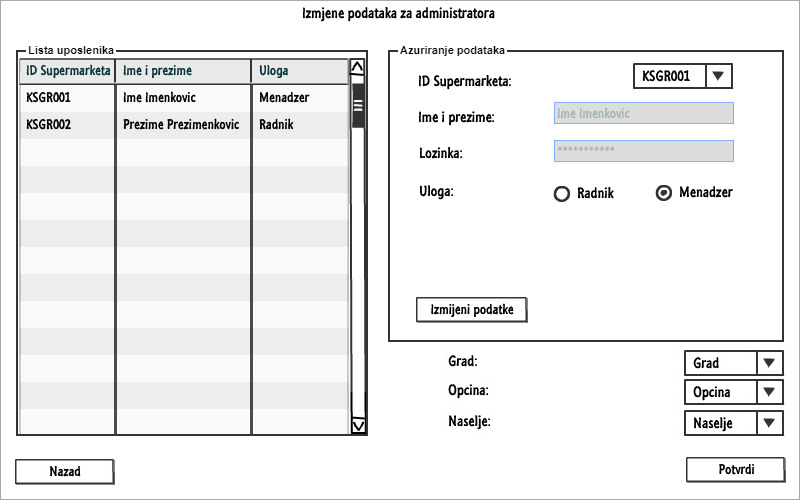 Izmjene podataka za administratora
Lista uposlenika
ID Supermarketa Ime i prezime Uloga
KSGR001 Ime Imenkovic Menadzer
KSGR002 Prezime Prezimenkovic Radnik
Azuriranje podataka
ID Supermarketa: KSGR001
Ime i prezime: Ime Imenkovic
Lozinka: ***********
Uloga: Radnik Menadzer
Izmijeni podatke
Grad: Grad
Opcina: Opcina
Naselje: Naselje
Nazad
Potvrdi